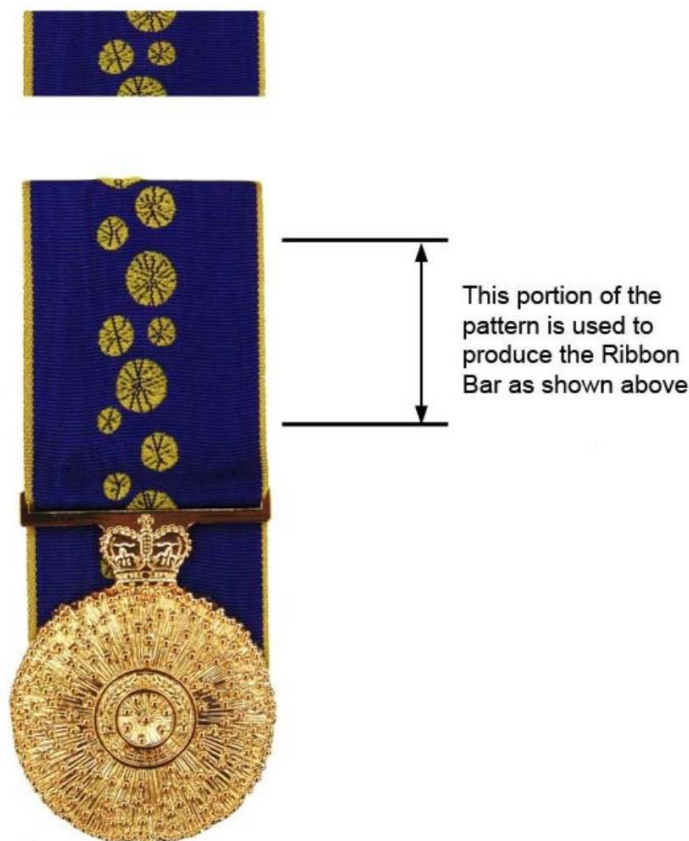 This portion of the
pattern is used to
produce the Ribbon
Bar as shown above